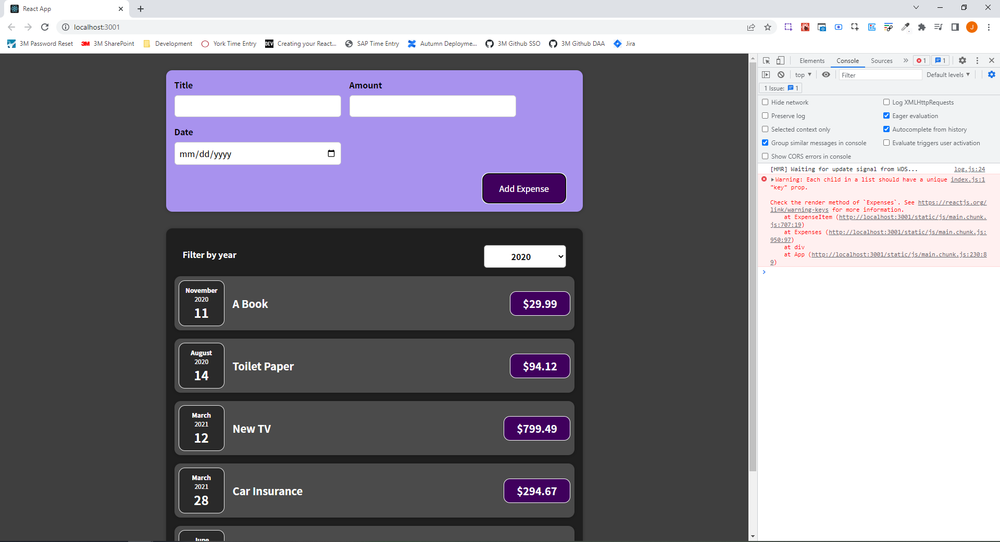 React App
localhost:3001
3M Password Reset
3M 3M SharePoint
Development
York Time Entry
DEV Creating your React...
SAP Time Entry
Autumn Deployme...
3M Github SSO
3M Github DAA
Jira
J
Title
Amount
Date
mm/dd/yyyy
Add Expense
Filter by year
2020
November
2020
11
A Book
$29.99
August
2020
14
Toilet Paper
$94.12
March
2021
12
New TV
$799.49
March
2021
28
Car Insurance
$294.67
June
Elements Console Sources » 1 1
top Filter Default levels
1 Issue: 1
Hide network
Log XMLHttpRequests
Preserve log
Eager evaluation
Selected context only
Autocomplete from history
Group similar messages in console
Evaluate triggers user activation
Show CORS errors in console
[HMR] Waiting for update signal from WDS... log.js:24
Warning: Each child in a list should have a unique index.js:1
"key" prop.
Check the render method of `Expenses`. See https://reactjs.org/
link/warning-keys for more information.
at ExpenseItem (http://localhost:3001/static/js/main.chunk.
js:707:19)
at Expenses (http://localhost:3001/static/js/main.chunk.js:
950:97)
at div
at App (http://localhost:3001/static/js/main.chunk.js:230:8
9)